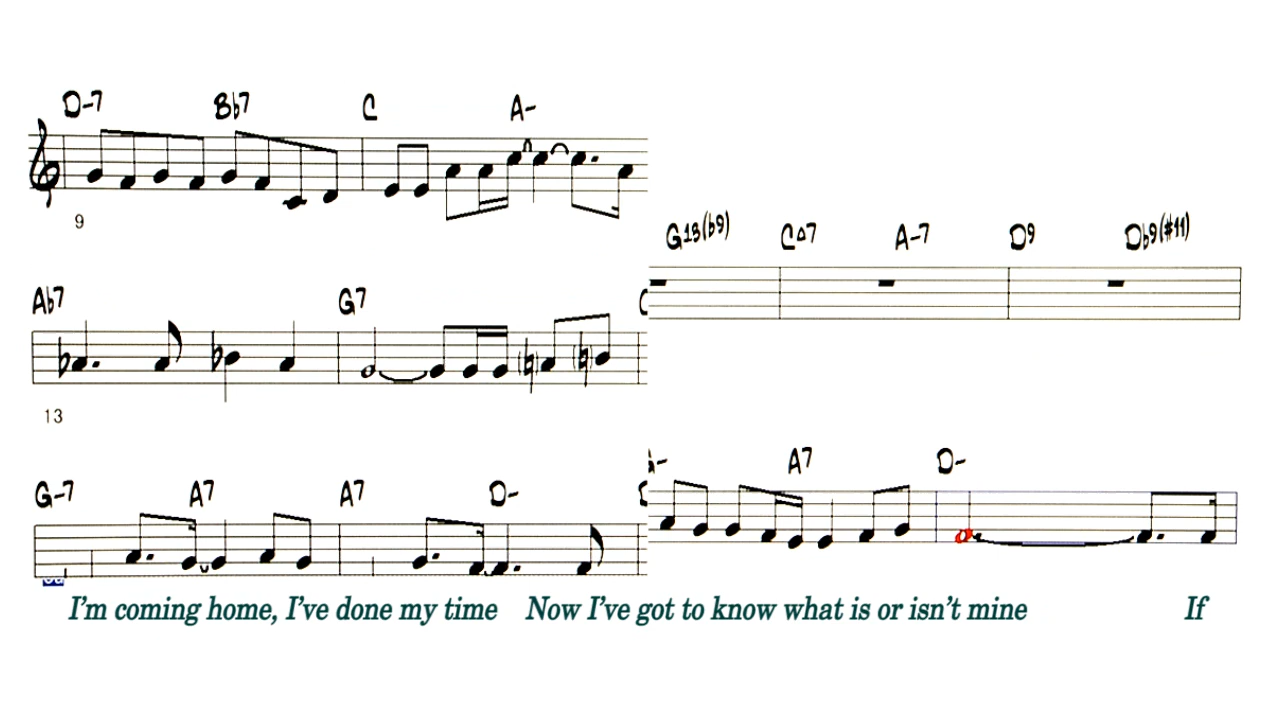 D-7 Bb7 C A-
9
G13(b9) C∆7 A-7 D9 Db9(#11)
Ab7 G7
13
A7 D-
G-7 A7 A7 D-
I'm coming home, I've done my time Now I've got to know what is or isn't mine If